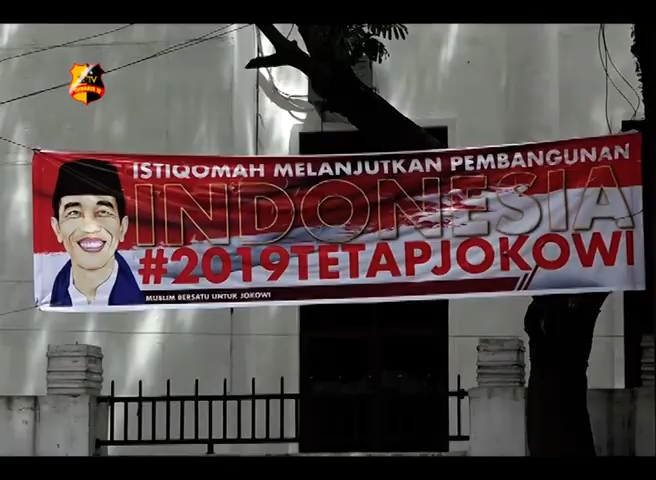 ISTIQOMAH MELANJUTKAN PEMBANGUNAN
INDONESIA
#2019TETAPJOKOWI
MUSLIM BERSATU UNTUK JOKOWI